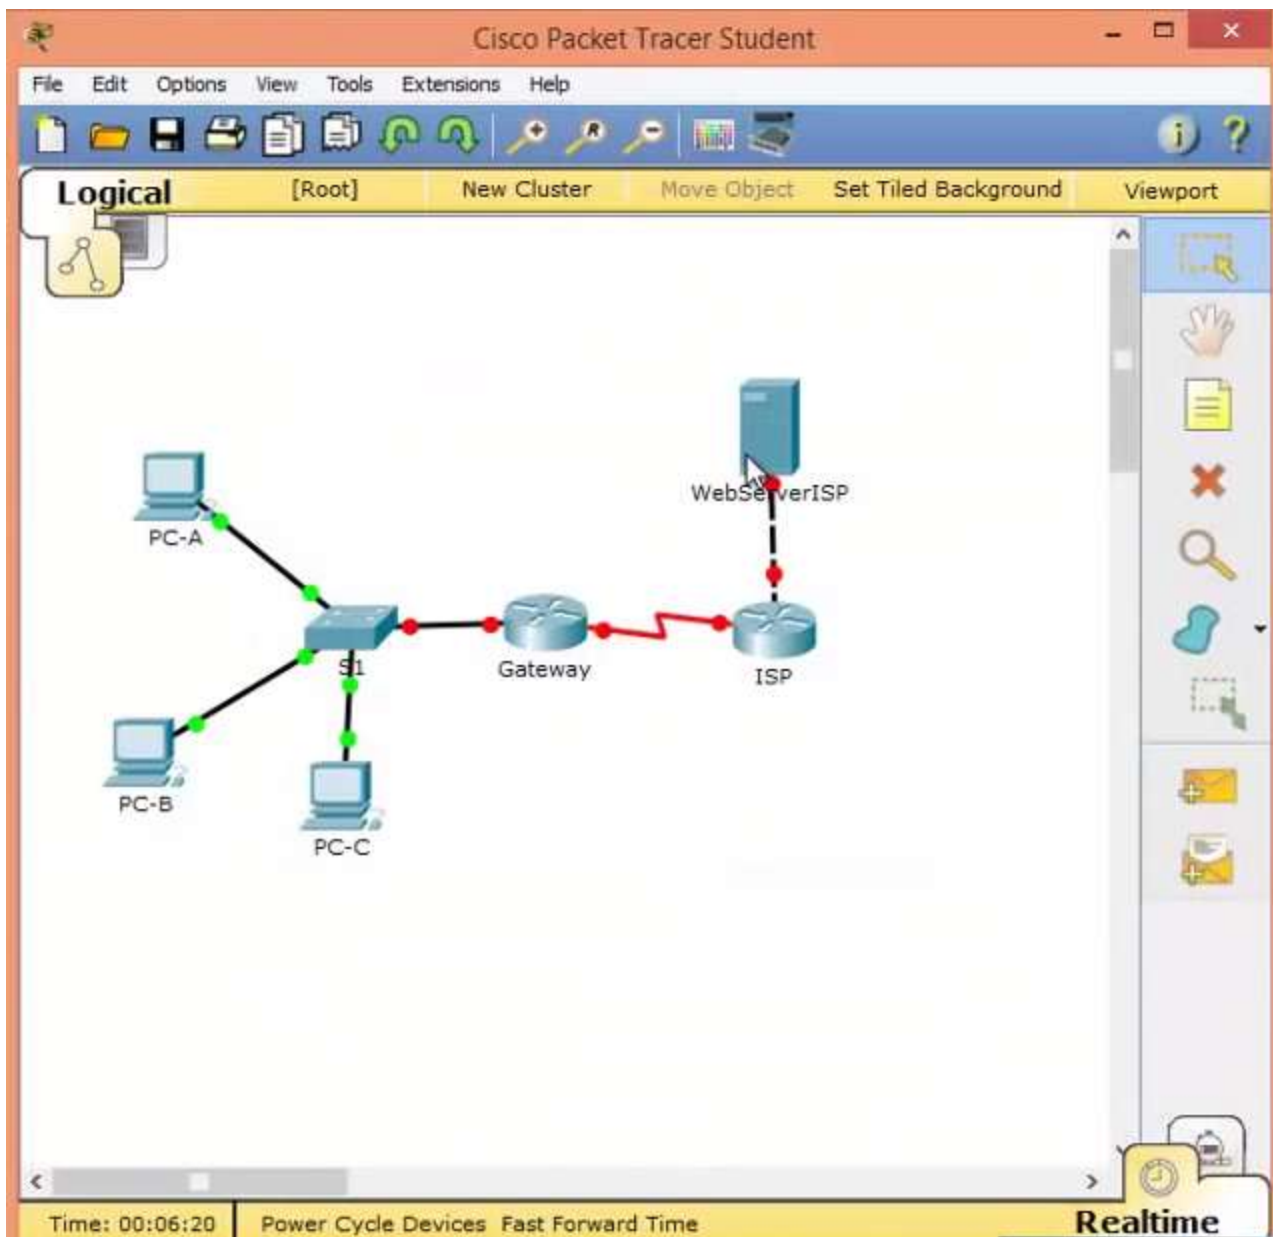 Cisco Packet Tracer Student
File Edit Options View Tools Extensions Help
R i ?
Logical [Root] New Cluster Move Object Set Tiled Background Viewport
WebServerISP
PC-A
S1
Gateway
ISP
PC-B
PC-C
Time: 00:06:20 Power Cycle Devices Fast Forward Time Realtime